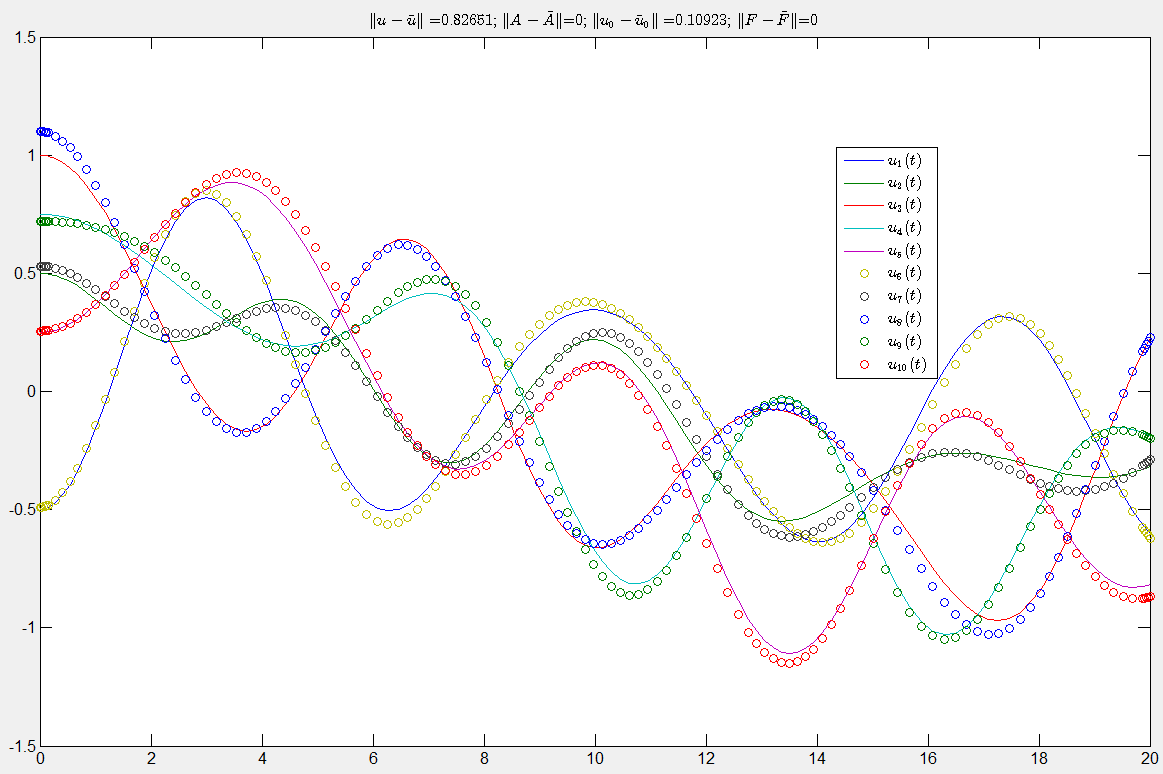 ‖u − ū‖ =0.82651; ‖A − Ā‖=0; ‖u₀ − ū₀‖ =0.10923; ‖F − F̄‖=0
1.5
1
0.5
0
-0.5
-1
-1.5
u₁(t)
u₂(t)
u₃(t)
u₄(t)
u₅(t)
u₆(t)
u₇(t)
u₈(t)
u₉(t)
u₁₀(t)
0 2 4 6 8 10 12 14 16 18 20